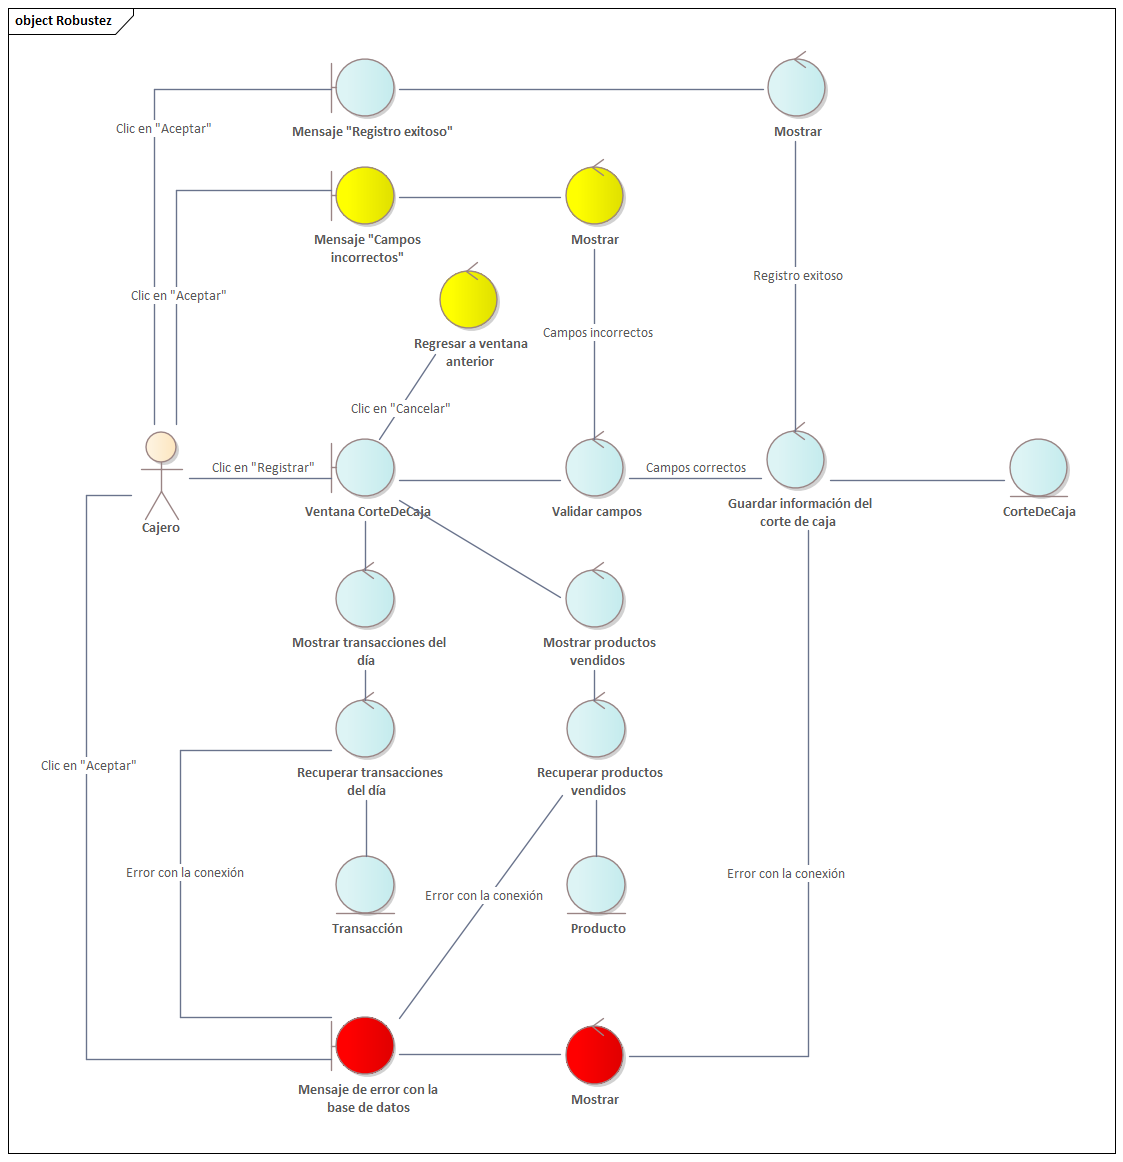 object Robustez
Clic en "Aceptar"
Mensaje "Registro exitoso"
Mostrar
Mensaje "Campos
incorrectos"
Mostrar
Registro exitoso
Clic en "Aceptar"
Regresar a ventana
anterior
Campos incorrectos
Clic en "Cancelar"
Clic en "Registrar"
Campos correctos
Cajero
Ventana CorteDeCaja
Validar campos
Guardar información del
corte de caja
CorteDeCaja
Mostrar transacciones del
día
Mostrar productos
vendidos
Clic en "Aceptar"
Recuperar transacciones
del día
Recuperar productos
vendidos
Error con la conexión
Error con la conexión
Error con la conexión
Transacción
Producto
Mensaje de error con la
base de datos
Mostrar